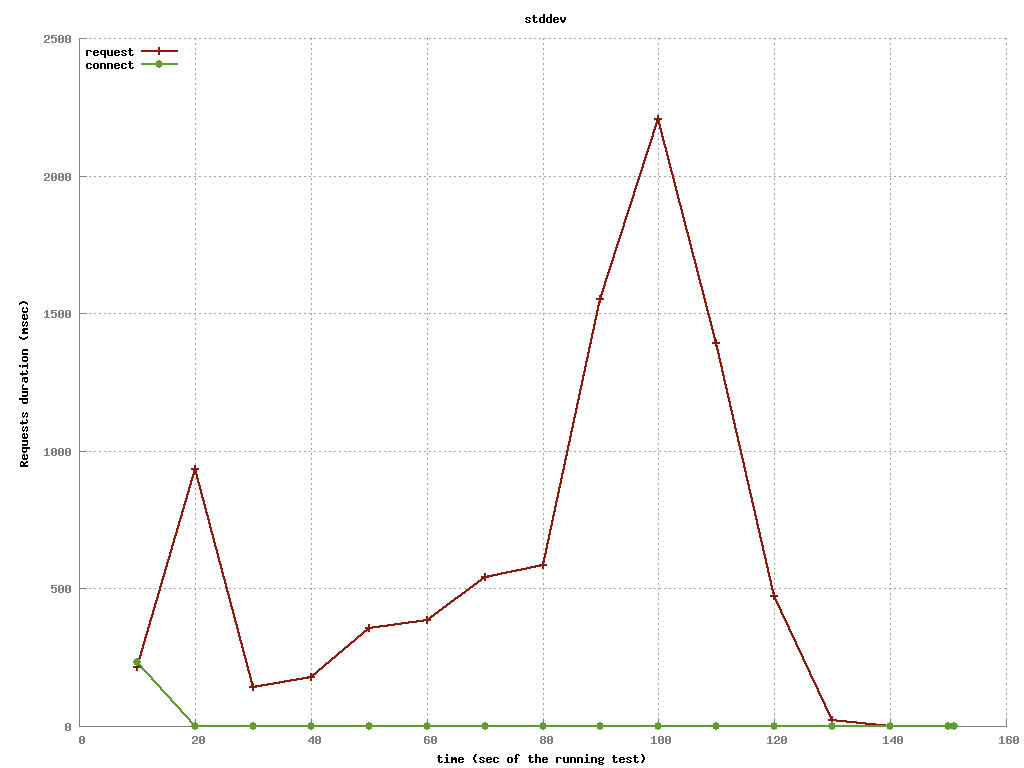 stddev
2500
2000
1500
1000
500
0
request
connect
Requests duration (msec)
0 20 40 60 80 100 120 140 160
time (sec of the running test)